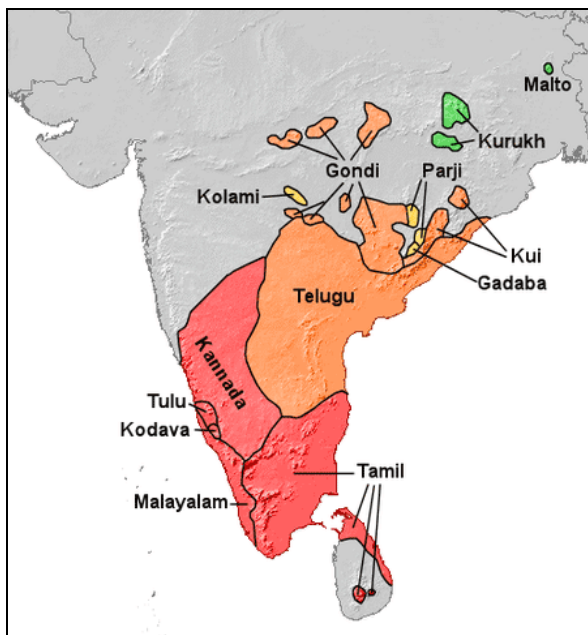 Malto
Kurukh
Gondi
Parji
Kolami
Kui
Gadaba
Telugu
Kannada
Tulu
Kodava
Tamil
Malayalam